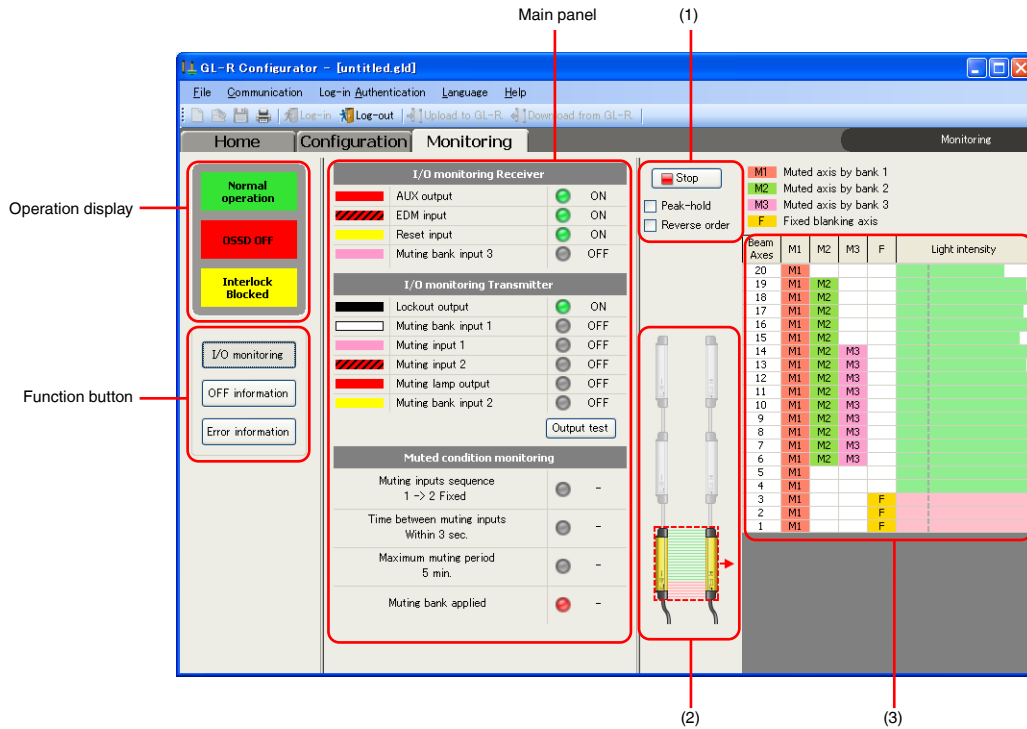 Main panel
(1)
GL-R Configurator - [untitled.gld]
File Communication Log-in Authentication Language Help
Log-in Log-out Upload to GL-R Download from GL-R
Home Configuration Monitoring
Monitoring
Operation display
Normal
operation
OSSD OFF
Interlock
Blocked
Function button
I/O monitoring
OFF information
Error information
I/O monitoring Receiver
AUX output ON
EDM input ON
Reset input ON
Muting bank input 3 OFF
I/O monitoring Transmitter
Lockout output ON
Muting bank input 1 OFF
Muting input 1 OFF
Muting input 2 OFF
Muting lamp output OFF
Muting bank input 2 OFF
Output test
Muted condition monitoring
Muting inputs sequence
1 -> 2 Fixed -
Time between muting inputs
Within 3 sec. -
Maximum muting period
5 min. -
Muting bank applied -
Stop
Peak-hold
Reverse order
M1 Muted axis by bank 1
M2 Muted axis by bank 2
M3 Muted axis by bank 3
F Fixed blanking axis
Beam
Axes M1 M2 M3 F Light intensity
20 M1
19 M1 M2
18 M1 M2
17 M1 M2
16 M1 M2
15 M1 M2
14 M1 M2 M3
13 M1 M2 M3
12 M1 M2 M3
11 M1 M2 M3
10 M1 M2 M3
9 M1 M2 M3
8 M1 M2 M3
7 M1 M2 M3
6 M1 M2 M3
5 M1
4 M1
3 M1 F
2 M1 F
1 M1 F
(2)
(3)